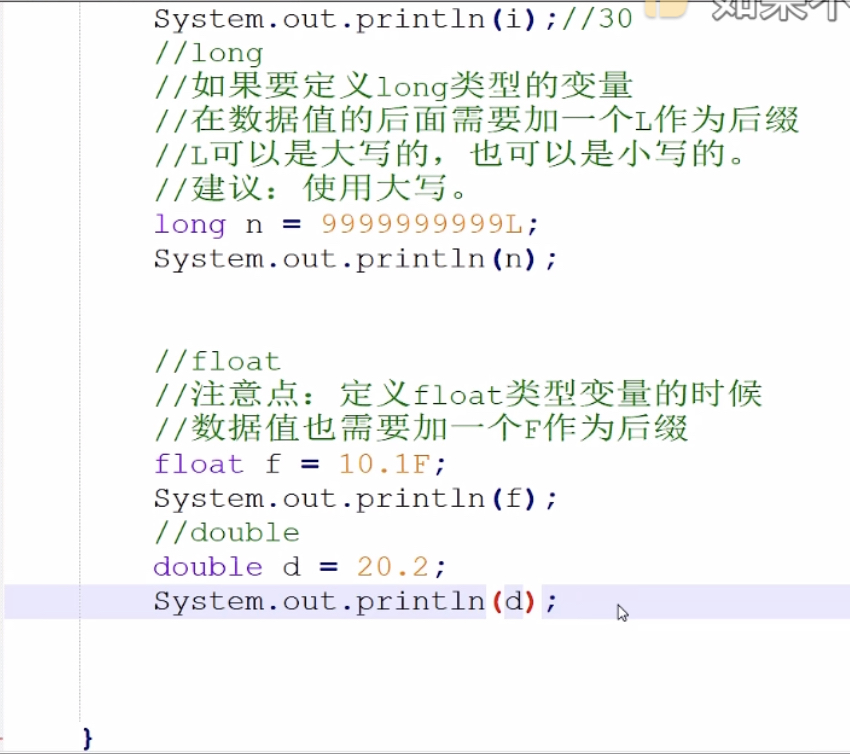 System.out.println(i);//30
//long
//如果要定义long类型的变量
//在数据值的后面需要加一个L作为后缀
//L可以是大写的，也可以是小写的。
//建议：使用大写。
long n = 9999999999L;
System.out.println(n);
//float
//注意点：定义float类型变量的时候
//数据值也需要加一个F作为后缀
float f = 10.1F;
System.out.println(f);
//double
double d = 20.2;
System.out.println(d);
}